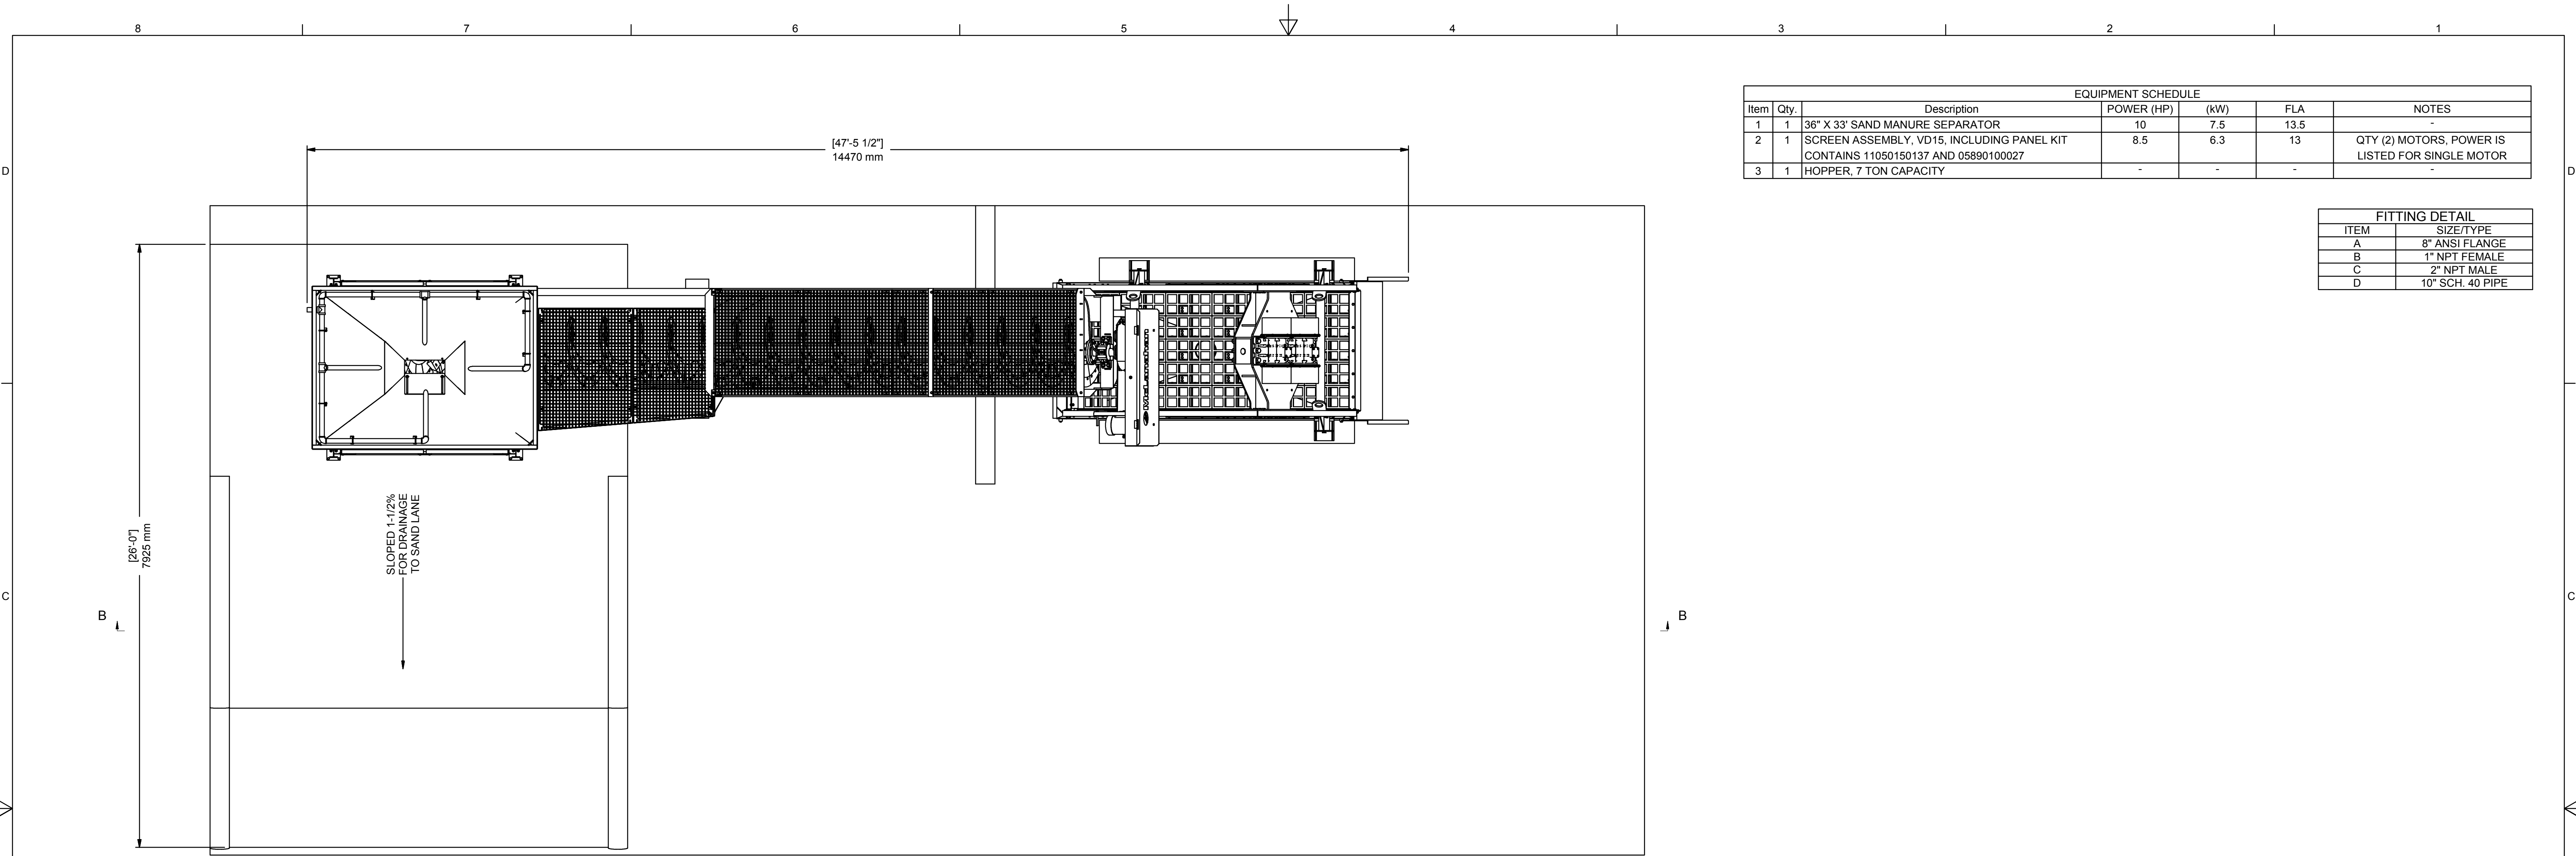 8 7 6 5 4 3 2 1
EQUIPMENT SCHEDULE
Item Qty. Description POWER (HP) (kW) FLA NOTES
1 1 36" X 33' SAND MANURE SEPARATOR 10 7.5 13.5 -
2 1 SCREEN ASSEMBLY, VD15, INCLUDING PANEL KIT 8.5 6.3 13 QTY (2) MOTORS, POWER IS
CONTAINS 11050150137 AND 05890100027 LISTED FOR SINGLE MOTOR
3 1 HOPPER, 7 TON CAPACITY - - - -
[47'-5 1/2"]
14470 mm
D D
FITTING DETAIL
ITEM SIZE/TYPE
A 8" ANSI FLANGE
B 1" NPT FEMALE
C 2" NPT MALE
D 10" SCH. 40 PIPE
[26'-0"]
7925 mm
SLOPED 1-1/2%
FOR DRAINAGE
TO SAND LANE
C C
B B